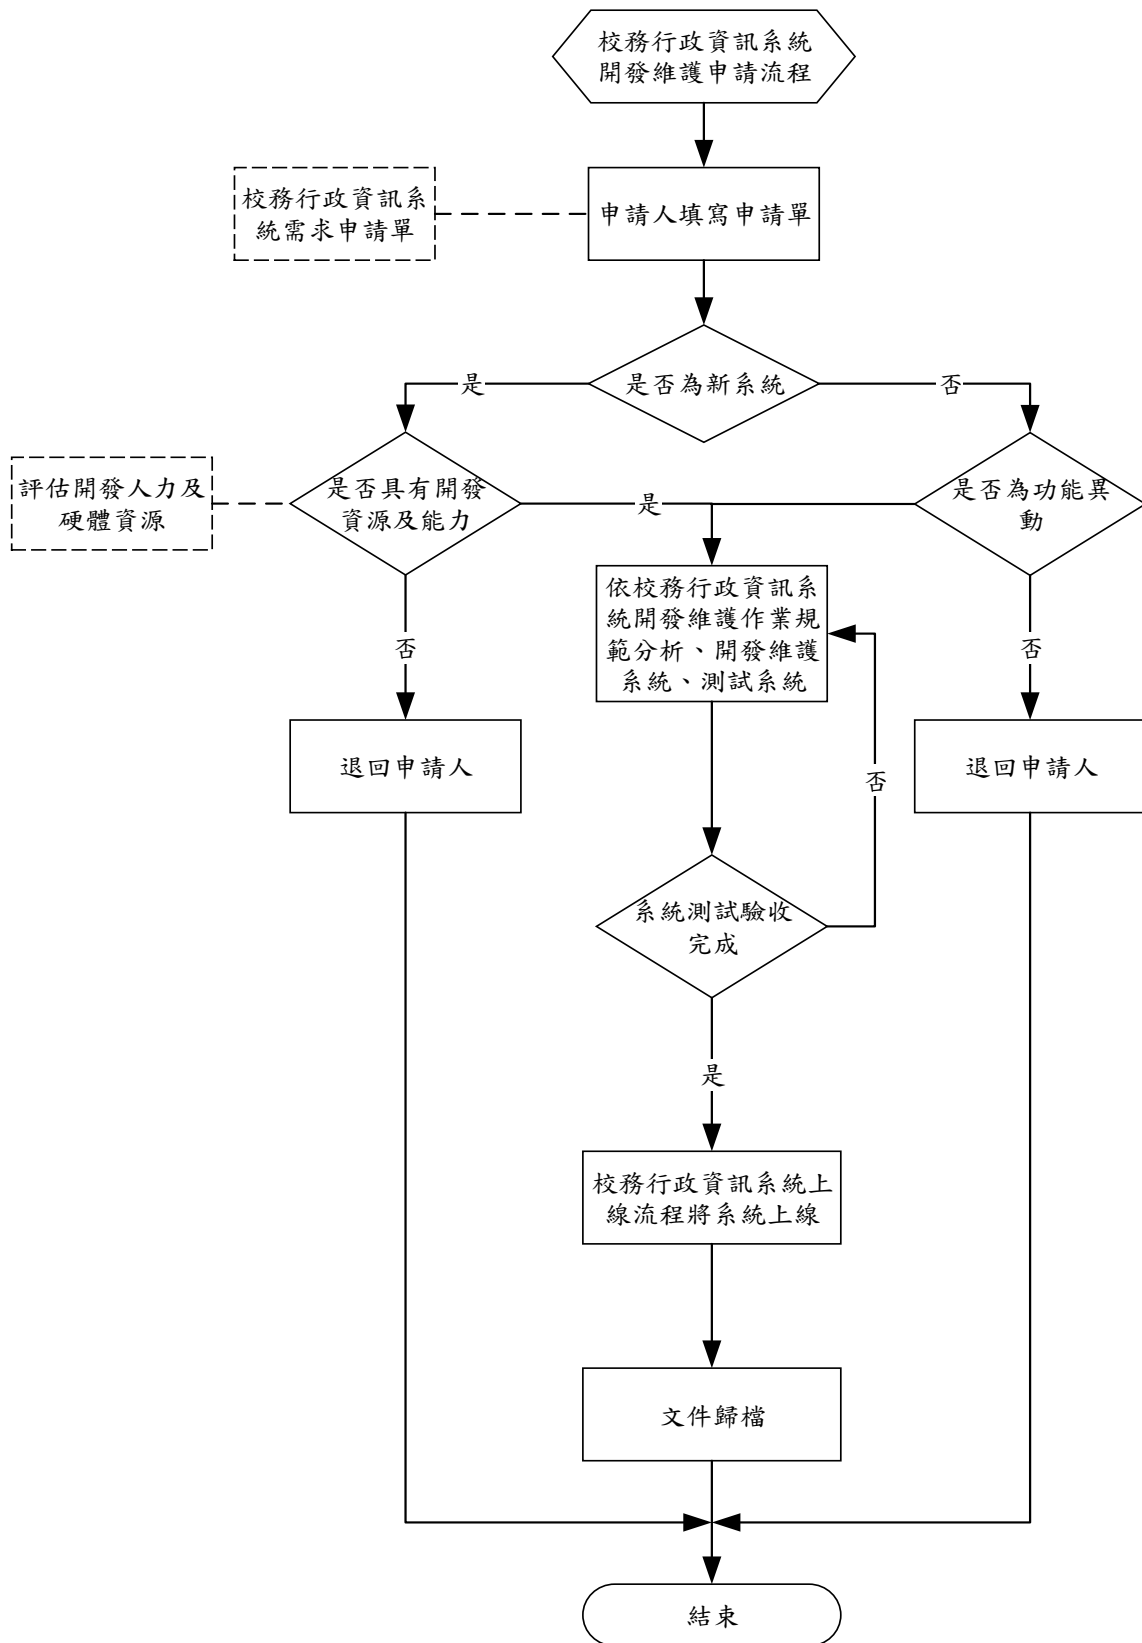 校務行政資訊系統
開發維護申請流程
校務行政資訊系
統需求申請單
申請人填寫申請單
是否為新系統
是
否
評估開發人力及
硬體資源
是否具有開發
資源及能力
是
是否為功能異
動
依校務行政資訊系
統開發維護作業規
範分析、開發維護
系統、測試系統
否
否
退回申請人
退回申請人
否
系統測試驗收
完成
是
校務行政資訊系統上
線流程將系統上線
文件歸檔
結束